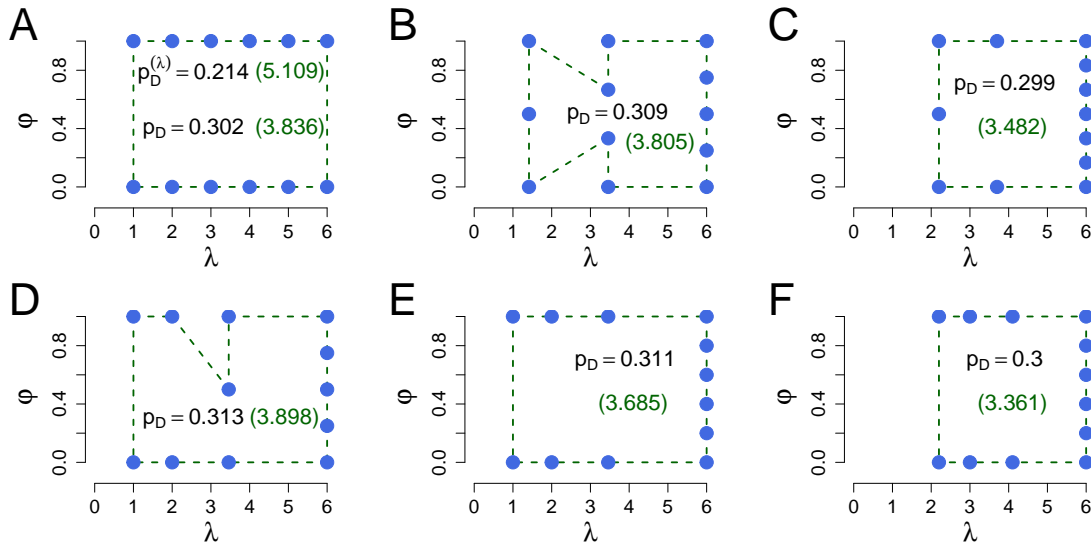 A
φ
0.0 0.4 0.8
p_D^(λ) = 0.214 (5.109)
p_D = 0.302 (3.836)
0 1 2 3 4 5 6
λ
B
φ
0.0 0.4 0.8
p_D = 0.309
(3.805)
0 1 2 3 4 5 6
λ
C
φ
0.0 0.4 0.8
p_D = 0.299
(3.482)
0 1 2 3 4 5 6
λ
D
φ
0.0 0.4 0.8
p_D = 0.313 (3.898)
0 1 2 3 4 5 6
λ
E
φ
0.0 0.4 0.8
p_D = 0.311
(3.685)
0 1 2 3 4 5 6
λ
F
φ
0.0 0.4 0.8
p_D = 0.3
(3.361)
0 1 2 3 4 5 6
λ